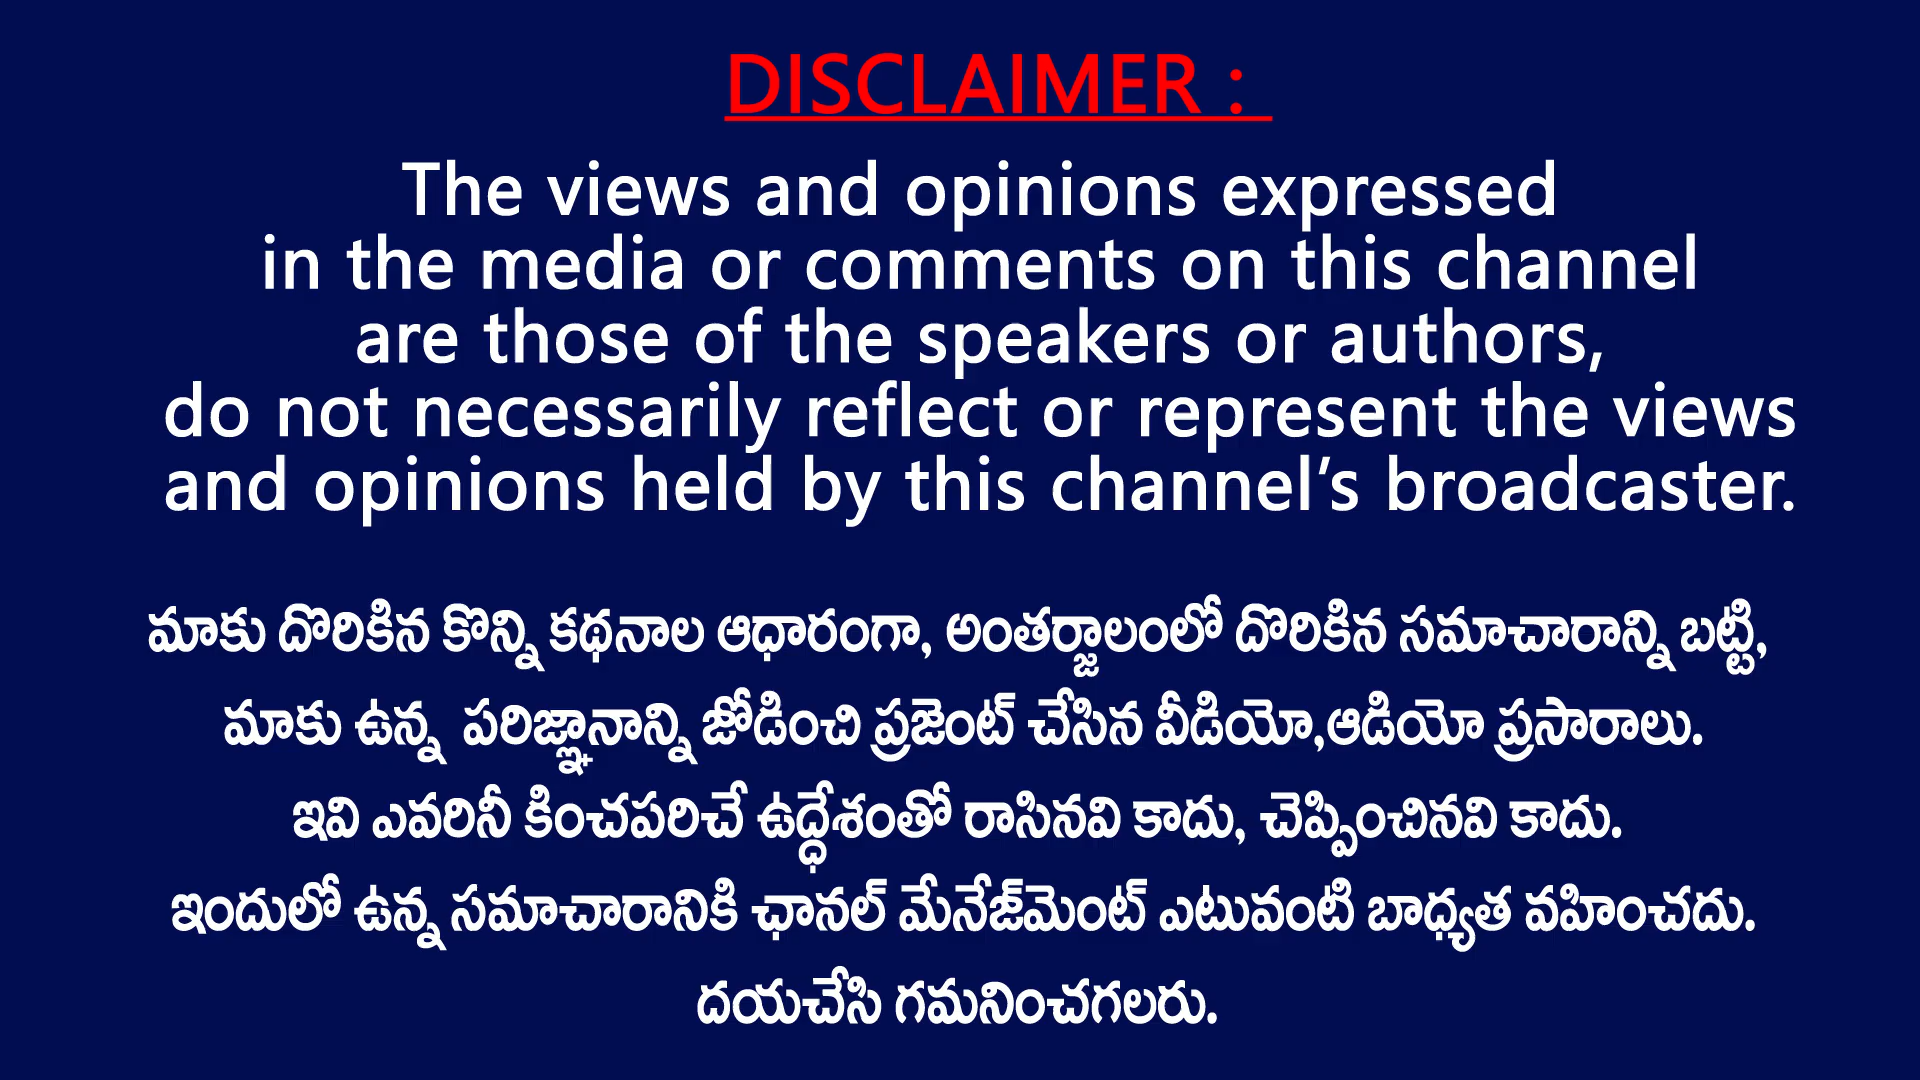 DISCLAIMER :
The views and opinions expressed
in the media or comments on this channel
are those of the speakers or authors,
do not necessarily reflect or represent the views
and opinions held by this channel’s broadcaster.
మాకు దొరికిన కొన్ని కథనాల ఆధారంగా, అంతర్జాలంలో దొరికిన సమాచారాన్ని బట్టి,
మాకు ఉన్న పరిజ్ఞానాన్ని జోడించి ప్రజెంట్ చేసిన వీడియో,ఆడియో ప్రసారాలు.
ఇవి ఎవరినీ కించపరిచే ఉద్ధేశంతో రాసినవి కాదు, చెప్పించినవి కాదు.
ఇందులో ఉన్న సమాచారానికి ఛానల్ మేనేజ్‌మెంట్ ఎటువంటి బాధ్యత వహించదు.
దయచేసి గమనించగలరు.